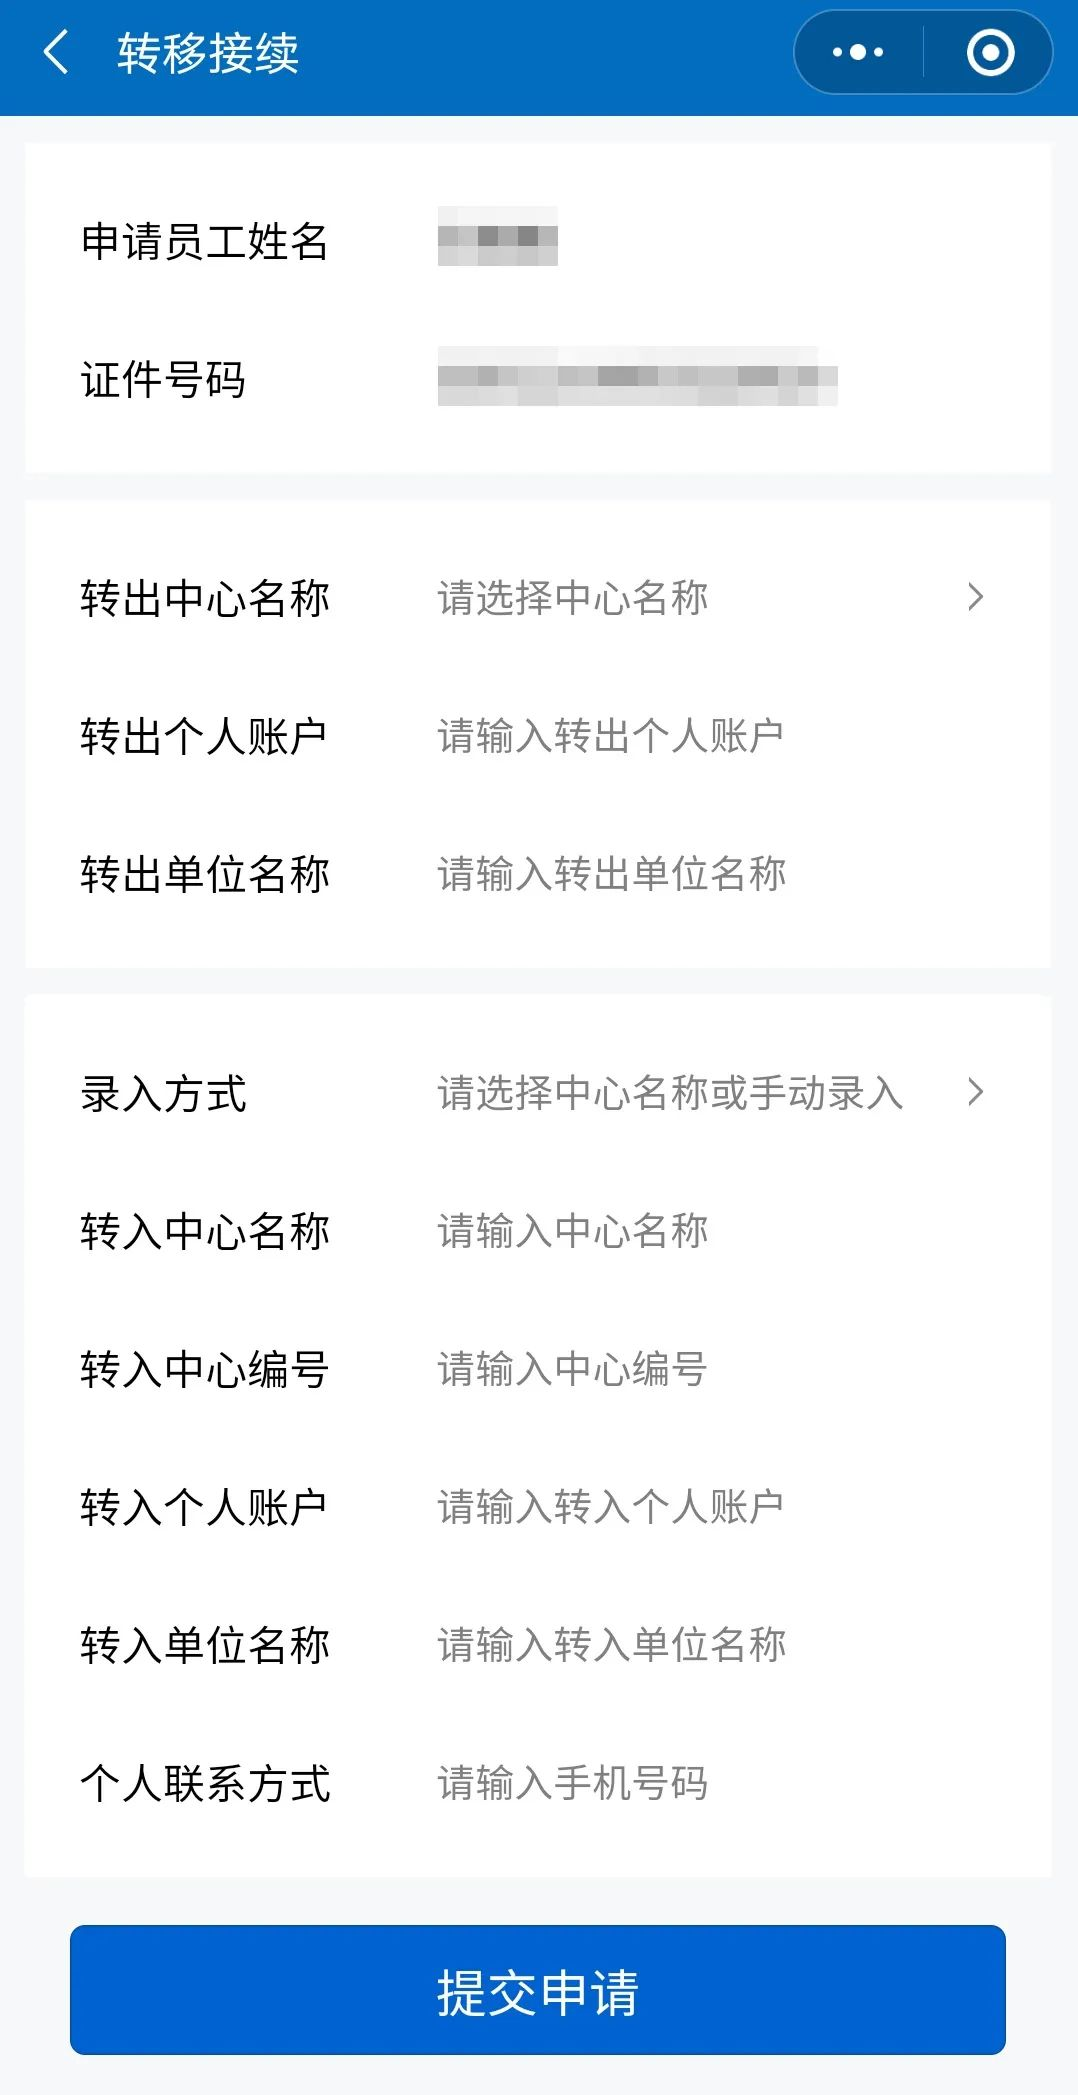 转移接续
申请员工姓名
证件号码
转出中心名称 请选择中心名称
转出个人账户 请输入转出个人账户
转出单位名称 请输入转出单位名称
录入方式 请选择中心名称或手动录入
转入中心名称 请输入中心名称
转入中心编号 请输入中心编号
转入个人账户 请输入转入个人账户
转入单位名称 请输入转入单位名称
个人联系方式 请输入手机号码
提交申请